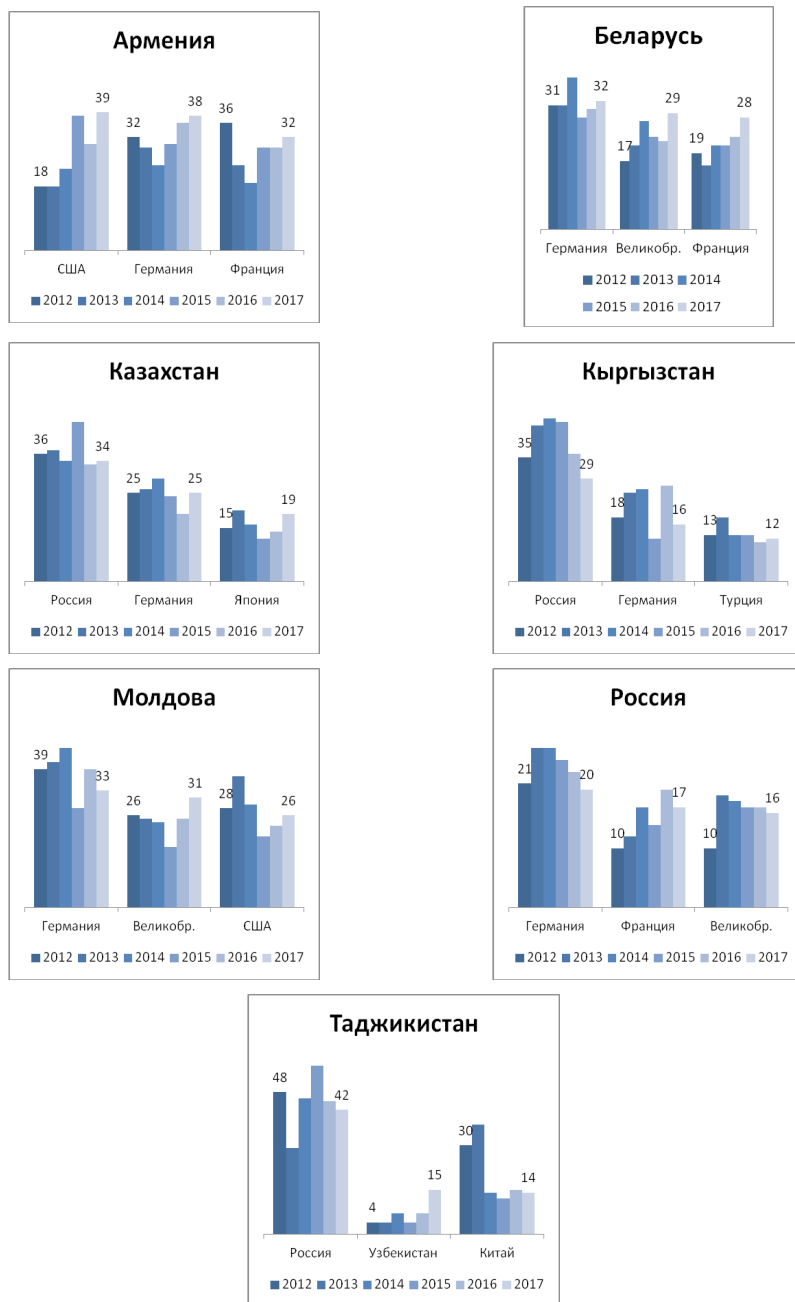 Армения
18 39 32 38 36 32
США Германия Франция
2012 2013 2014 2015 2016 2017
Беларусь
31 32 17 29 19 28
Германия Великобр. Франция
2012 2013 2014
2015 2016 2017
Казахстан
36 34 25 25 15 19
Россия Германия Япония
2012 2013 2014 2015 2016 2017
Кыргызстан
35 29 18 16 13 12
Россия Германия Турция
2012 2013 2014 2015 2016 2017
Молдова
39 33 26 31 28 26
Германия Великобр. США
2012 2013 2014 2015 2016 2017
Россия
21 20 10 17 10 16
Германия Франция Великобр.
2012 2013 2014 2015 2016 2017
Таджикистан
48 42 4 15 30 14
Россия Узбекистан Китай
2012 2013 2014 2015 2016 2017